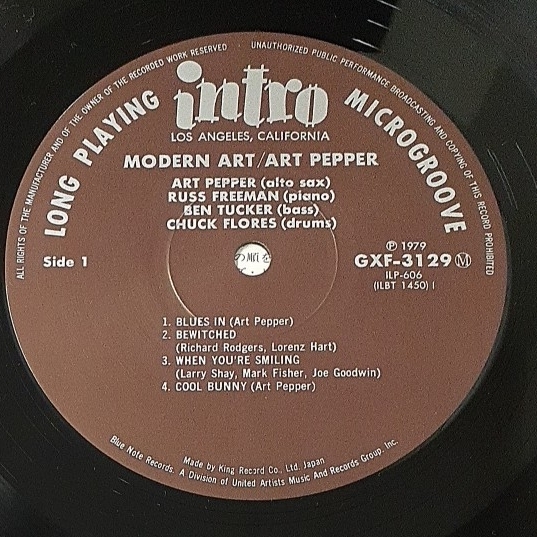 ALL RIGHTS OF THE MANUFACTURER AND OF THE OWNER OF THE RECORDED WORK RESERVED · UNAUTHORIZED PUBLIC PERFORMANCE BROADCASTING AND COPYING OF THIS RECORD PROHIBITED
LONG PLAYING MICROGROOVE
intro
LOS ANGELES, CALIFORNIA
MODERN ART/ART PEPPER
ART PEPPER (alto sax)
RUSS FREEMAN (piano)
BEN TUCKER (bass)
CHUCK FLORES (drums)
Side 1
℗ 1979
GXF-3129 Ⓜ
ILP-606
(ILBT 1450) I
1. BLUES IN (Art Pepper)
2. BEWITCHED
(Richard Rodgers, Lorenz Hart)
3. WHEN YOU'RE SMILING
(Larry Shay, Mark Fisher, Joe Goodwin)
4. COOL BUNNY (Art Pepper)
Made by King Record Co., Ltd. Japan
Blue Note Records. A Division of United Artists Music And Records Group. Inc.